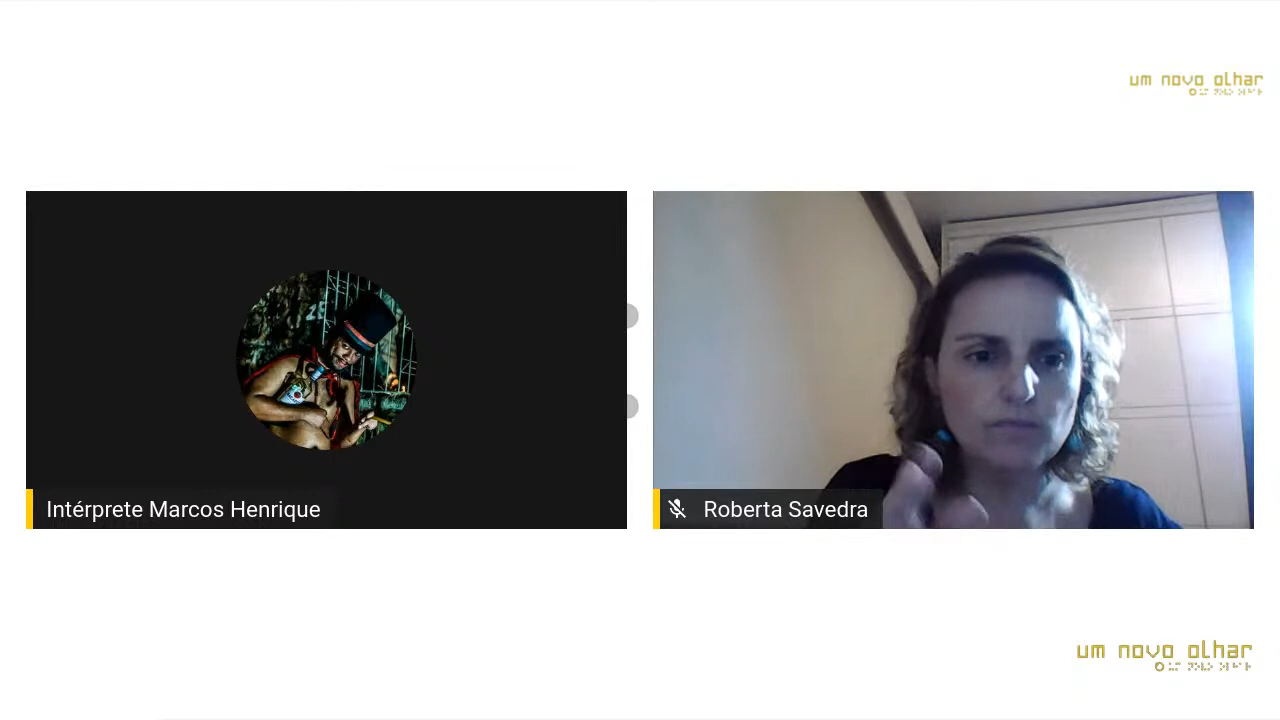 um novo olhar
Intérprete Marcos Henrique
Roberta Savedra
um novo olhar